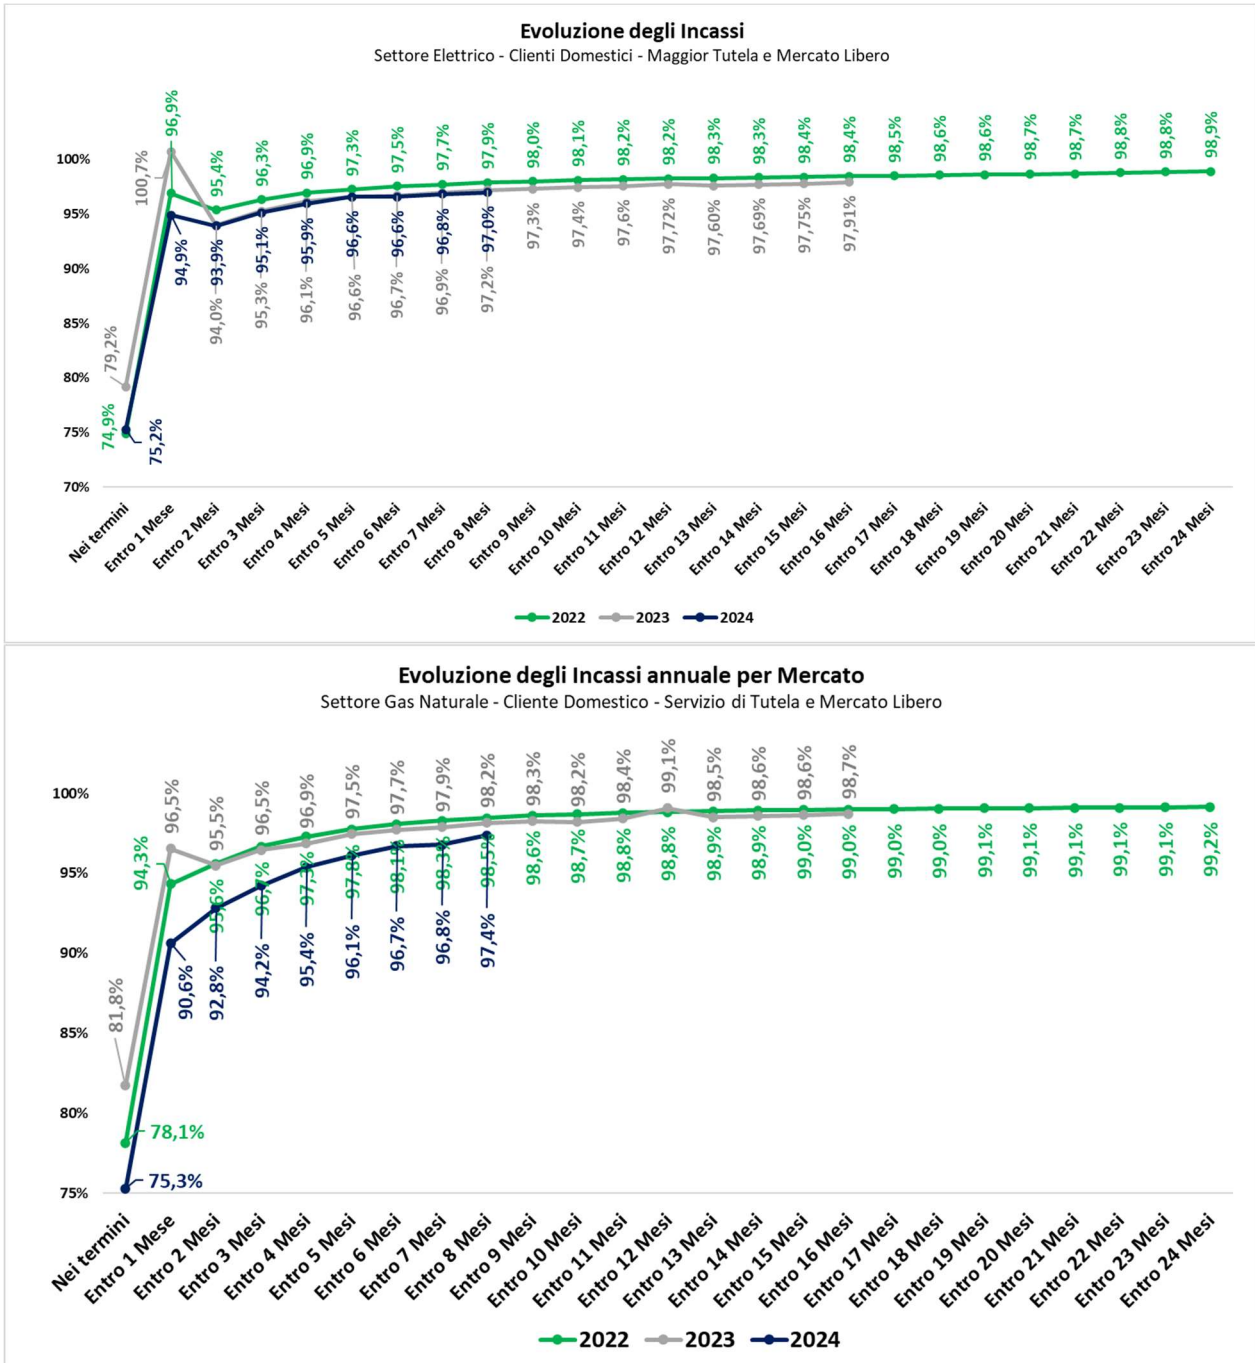 Evoluzione degli Incassi
Settore Elettrico - Clienti Domestici - Maggior Tutela e Mercato Libero
100%
95%
90%
85%
80%
75%
70%
74,9%
96,9%
95,4%
96,3%
96,9%
97,3%
97,5%
97,7%
97,9%
98,0%
98,1%
98,2%
98,2%
98,3%
98,3%
98,4%
98,4%
98,5%
98,6%
98,6%
98,7%
98,7%
98,8%
98,8%
98,9%
79,2%
100,7%
94,0%
95,3%
96,1%
96,6%
96,7%
96,9%
97,2%
97,3%
97,4%
97,6%
97,72%
97,60%
97,69%
97,75%
97,91%
75,2%
94,9%
93,9%
95,1%
95,9%
96,6%
96,6%
96,8%
97,0%
Nei termini
Entro 1 Mese
Entro 2 Mesi
Entro 3 Mesi
Entro 4 Mesi
Entro 5 Mesi
Entro 6 Mesi
Entro 7 Mesi
Entro 8 Mesi
Entro 9 Mesi
Entro 10 Mesi
Entro 11 Mesi
Entro 12 Mesi
Entro 13 Mesi
Entro 14 Mesi
Entro 15 Mesi
Entro 16 Mesi
Entro 17 Mesi
Entro 18 Mesi
Entro 19 Mesi
Entro 20 Mesi
Entro 21 Mesi
Entro 22 Mesi
Entro 23 Mesi
Entro 24 Mesi
2022 2023 2024
Evoluzione degli Incassi annuale per Mercato
Settore Gas Naturale - Cliente Domestico - Servizio di Tutela e Mercato Libero
100%
95%
90%
85%
80%
75%
81,8%
96,5%
95,5%
96,5%
96,9%
97,5%
97,7%
97,9%
98,2%
98,3%
98,2%
98,4%
99,1%
98,5%
98,6%
98,6%
98,7%
78,1%
94,3%
95,6%
96,7%
97,3%
97,8%
98,1%
98,3%
98,5%
98,6%
98,7%
98,8%
98,8%
98,9%
98,9%
99,0%
99,0%
99,0%
99,0%
99,1%
99,1%
99,1%
99,1%
99,1%
99,2%
75,3%
90,6%
92,8%
94,2%
95,4%
96,1%
96,7%
96,8%
97,4%
Nei termini
Entro 1 Mese
Entro 2 Mesi
Entro 3 Mesi
Entro 4 Mesi
Entro 5 Mesi
Entro 6 Mesi
Entro 7 Mesi
Entro 8 Mesi
Entro 9 Mesi
Entro 10 Mesi
Entro 11 Mesi
Entro 12 Mesi
Entro 13 Mesi
Entro 14 Mesi
Entro 15 Mesi
Entro 16 Mesi
Entro 17 Mesi
Entro 18 Mesi
Entro 19 Mesi
Entro 20 Mesi
Entro 21 Mesi
Entro 22 Mesi
Entro 23 Mesi
Entro 24 Mesi
2022 2023 2024